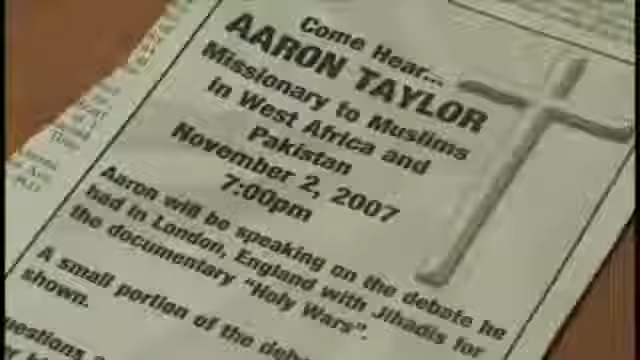 Come Hear...
AARON TAYLOR
Missionary to Muslims
in West Africa and
Pakistan
November 2, 2007
7:00pm
Aaron will be speaking on the debate he
had in London, England with Jihadis for
the documentary "Holy Wars".
A small portion of the
shown.